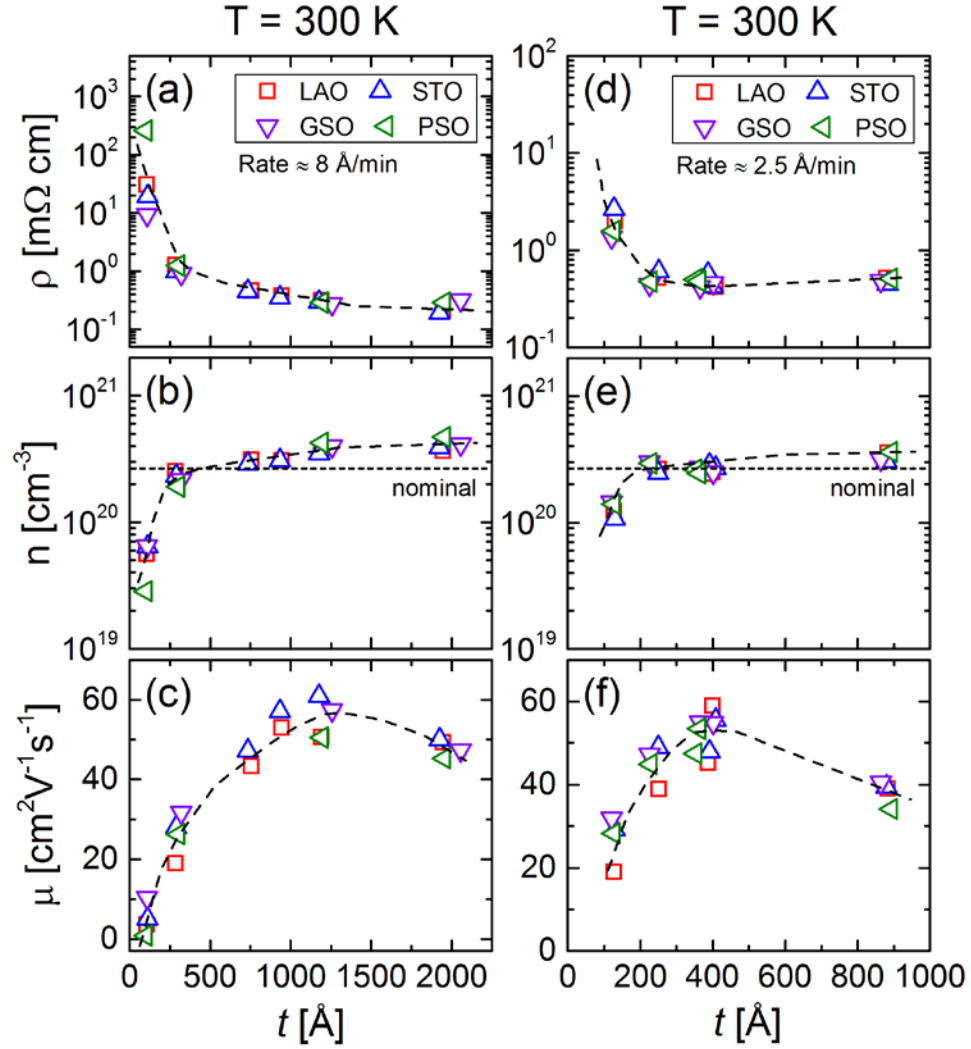 T = 300 K
T = 300 K
(a)
LAO STO
GSO PSO
Rate ≈ 8 Å/min
ρ [mΩ cm]
10³
10²
10¹
10⁰
10⁻¹
(d)
LAO STO
GSO PSO
Rate ≈ 2.5 Å/min
10²
10¹
10⁰
10⁻¹
(b)
nominal
n [cm⁻³]
10²¹
10²⁰
10¹⁹
(e)
nominal
10²¹
10²⁰
10¹⁹
(c)
μ [cm²V⁻¹s⁻¹]
60
40
20
0
0 500 1000 1500 2000
t [Å]
(f)
60
40
20
0
0 200 400 600 800 1000
t [Å]